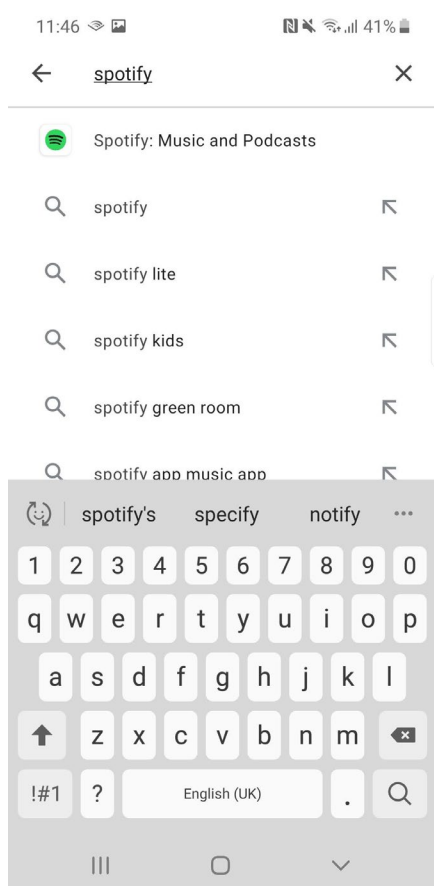 11:46 41%
spotify
Spotify: Music and Podcasts
spotify
spotify lite
spotify kids
spotify green room
spotify app music app
spotify's specify notify
1 2 3 4 5 6 7 8 9 0
q w e r t y u i o p
a s d f g h j k l
z x c v b n m
!#1 ? English (UK) .